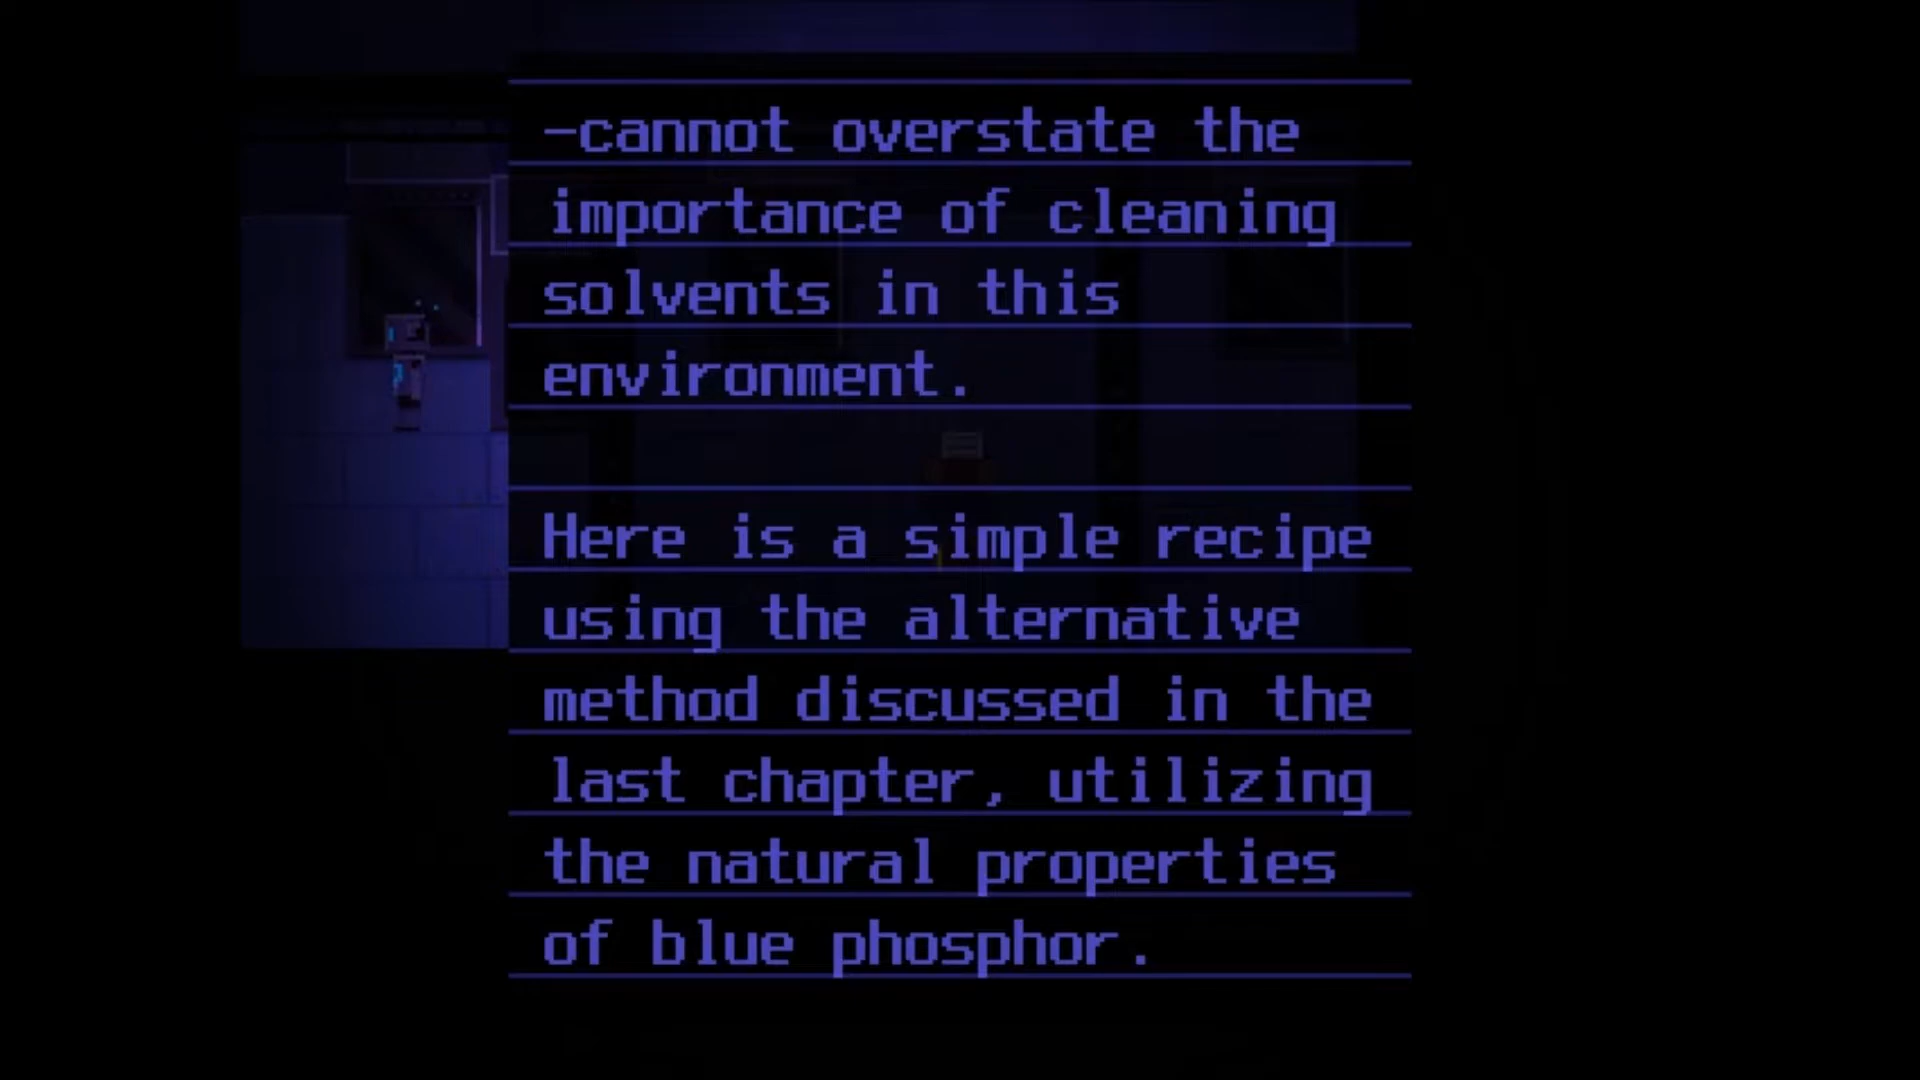 -cannot overstate the
importance of cleaning
solvents in this
environment.
Here is a simple recipe
using the alternative
method discussed in the
last chapter, utilizing
the natural properties
of blue phosphor.